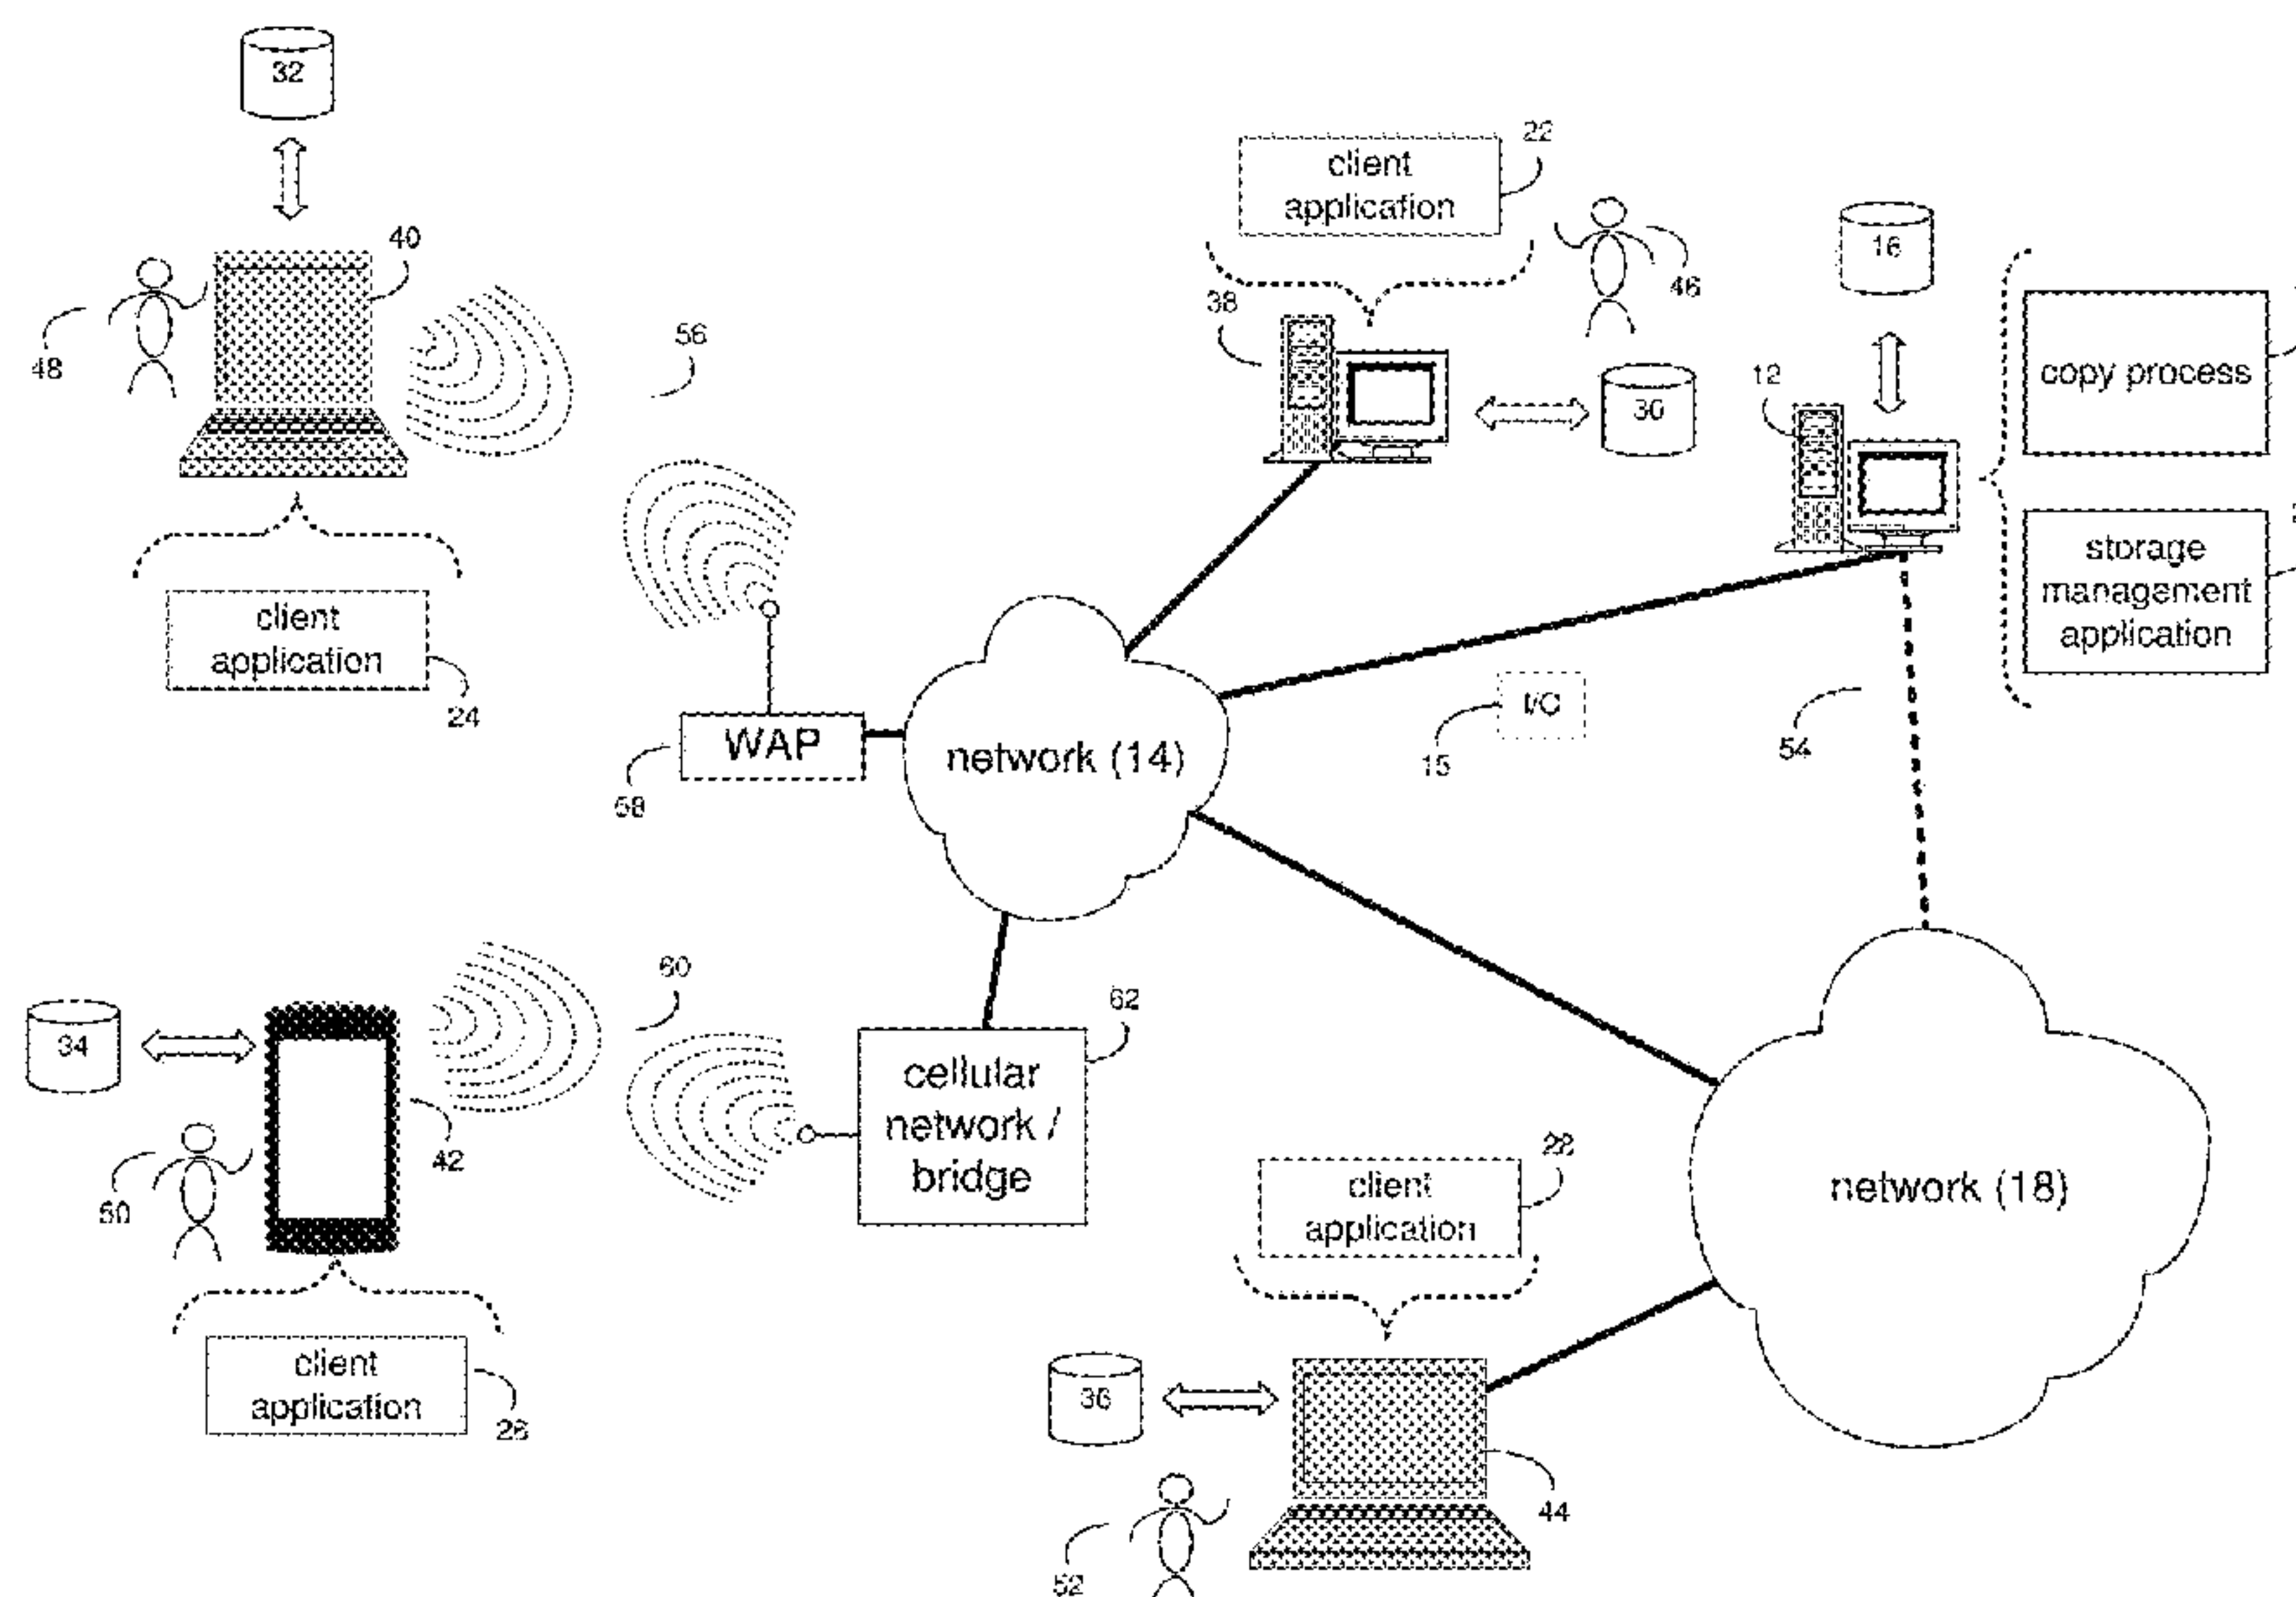 32
40
48
56
client
application
24
22
client
application
46
38
30
16
12
copy process
storage
management
application
WAP
58
network (14)
I/O
15
54
34
42
50
60
62
cellular
network /
bridge
client
application
client
application
28
network (18)
36
44
52